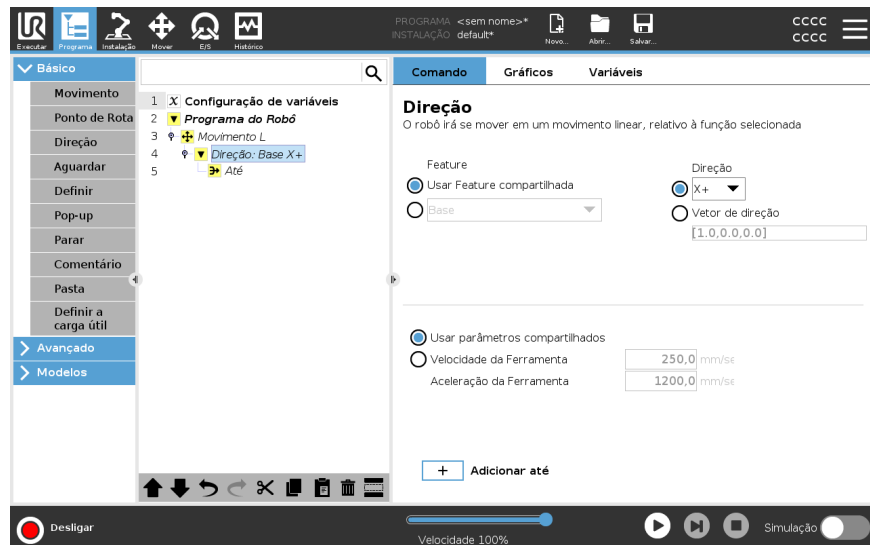 UR
Executar
Programa
Instalação
Mover
E/S
Histórico
PROGRAMA <sem nome>*
INSTALAÇÃO default*
Novo...
Abrir...
Salvar...
cccc
cccc
Básico
Movimento
Ponto de Rota
Direção
Aguardar
Definir
Pop-up
Parar
Comentário
Pasta
Definir a
carga útil
Avançado
Modelos
1 X Configuração de variáveis
2 Programa do Robô
3 Movimento L
4 Direção: Base X+
5 Até
Comando Gráficos Variáveis
Direção
O robô irá se mover em um movimento linear, relativo à função selecionada
Feature
Usar Feature compartilhada
Base
Direção
X+
Vetor de direção
[1.0,0.0,0.0]
Usar parâmetros compartilhados
Velocidade da Ferramenta 250,0 mm/se
Aceleração da Ferramenta 1200,0 mm/se
+ Adicionar até
Desligar
Velocidade 100%
Simulação